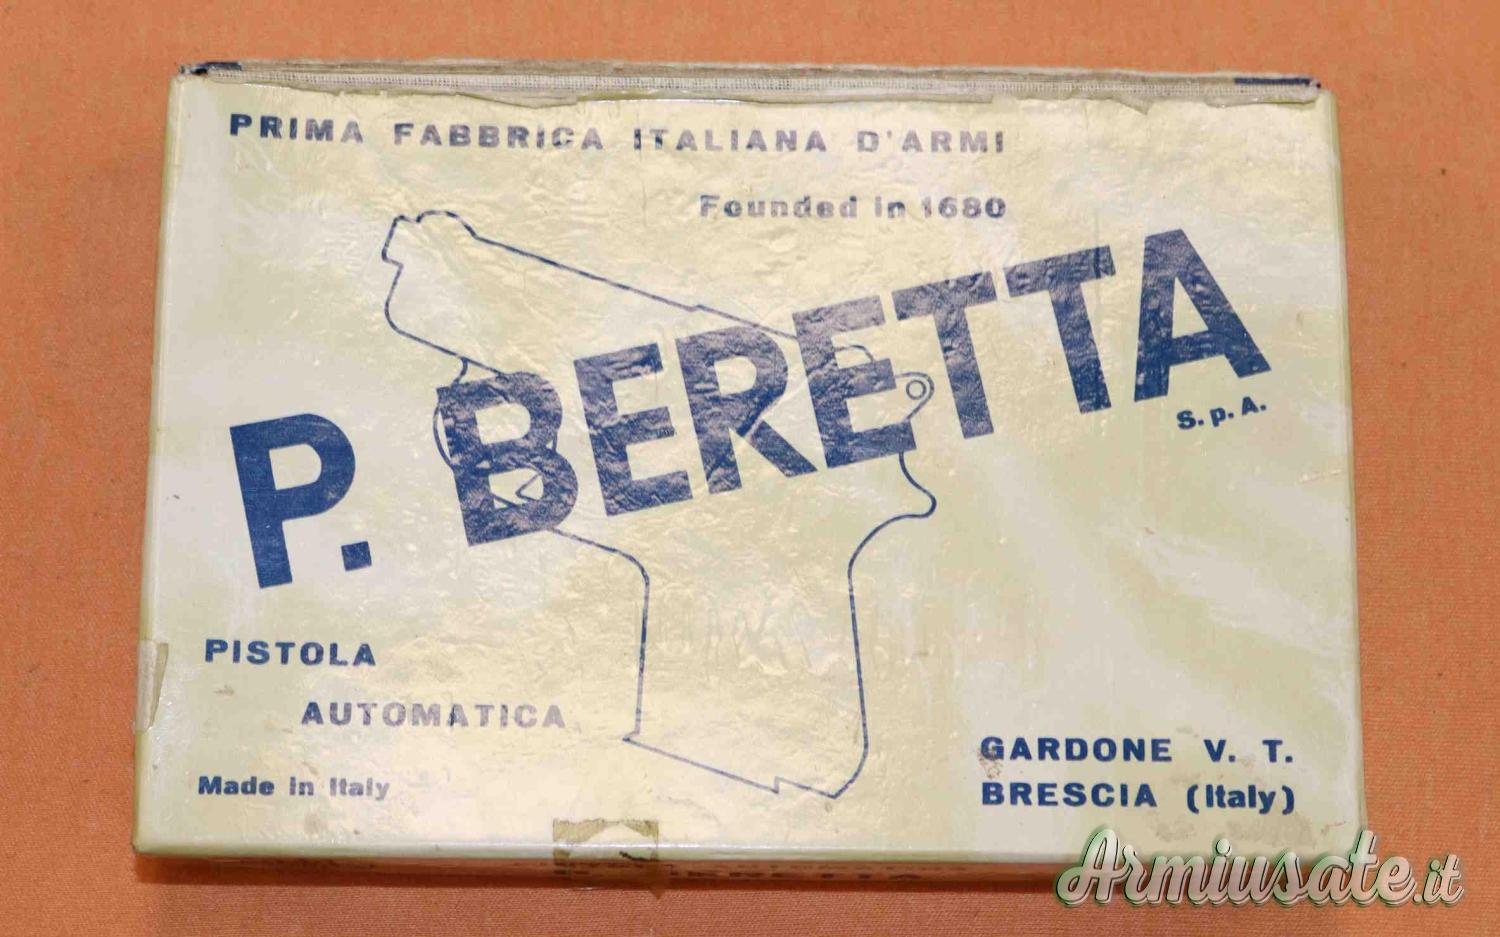 PRIMA FABBRICA ITALIANA D'ARMI
Founded in 1680
P. BERETTA
S. p. A.
PISTOLA
AUTOMATICA
Made in Italy
GARDONE V. T.
BRESCIA (Italy)
Armiusate.it